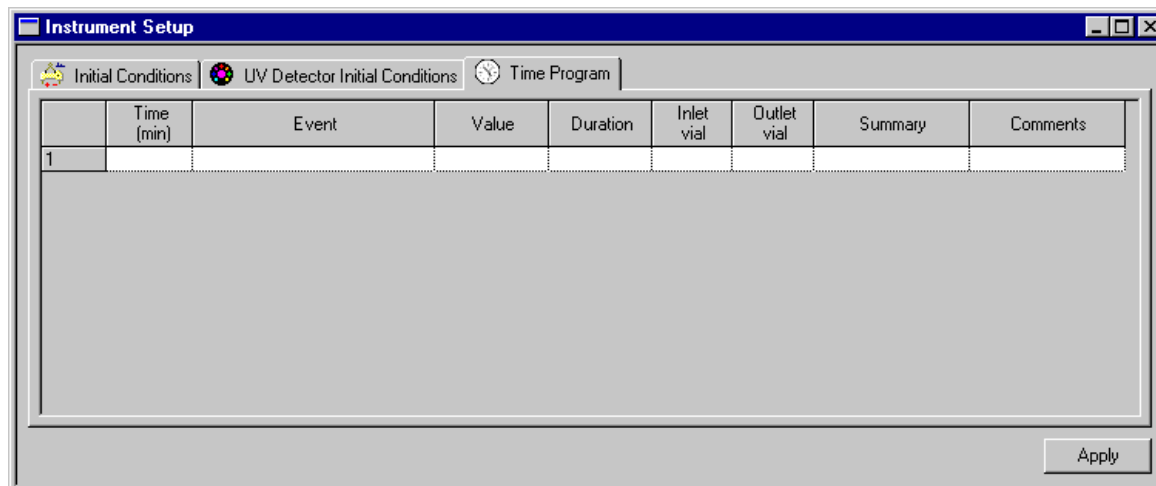 Instrument Setup
Initial Conditions UV Detector Initial Conditions Time Program
Time (min) Event Value Duration Inlet vial Outlet vial Summary Comments
1
Apply